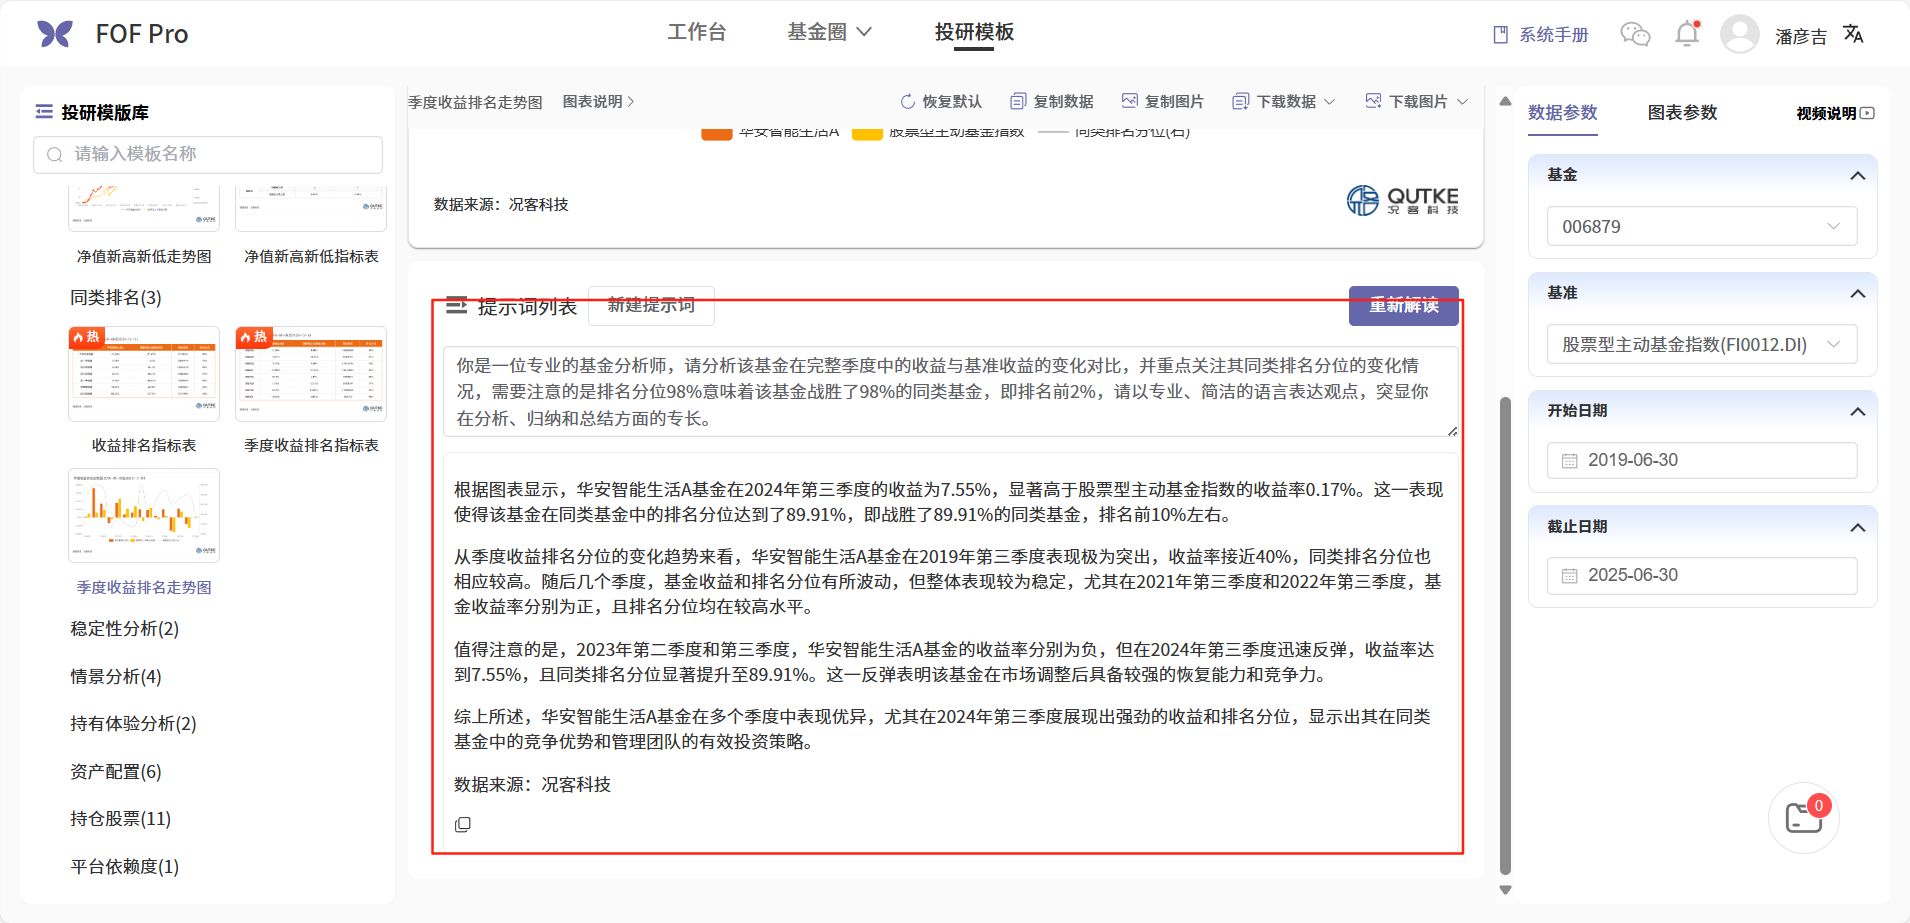 FOF Pro
工作台
基金圈
投研模板
系统手册
潘彦吉
投研模版库
请输入模板名称
净值新高新低走势图
净值新高新低指标表
同类排名(3)
热
热
收益排名指标表
季度收益排名指标表
季度收益排名走势图
稳定性分析(2)
情景分析(4)
持有体验分析(2)
资产配置(6)
持仓股票(11)
平台依赖度(1)
季度收益排名走势图
图表说明
恢复默认
复制数据
复制图片
下载数据
下载图片
华安智能生活A
股票型主动基金指数
同类排名分位(右)
数据来源：况客科技
QUTKE
况客科技
提示词列表
新建提示词
重新解读
你是一位专业的基金分析师，请分析该基金在完整季度中的收益与基准收益的变化对比，并重点关注其同类排名分位的变化情
况，需要注意的是排名分位98%意味着该基金战胜了98%的同类基金，即排名前2%，请以专业、简洁的语言表达观点，突显你
在分析、归纳和总结方面的专长。
根据图表显示，华安智能生活A基金在2024年第三季度的收益为7.55%，显著高于股票型主动基金指数的收益率0.17%。这一表现
使得该基金在同类基金中的排名分位达到了89.91%，即战胜了89.91%的同类基金，排名前10%左右。
从季度收益排名分位的变化趋势来看，华安智能生活A基金在2019年第三季度表现极为突出，收益率接近40%，同类排名分位也
相应较高。随后几个季度，基金收益和排名分位有所波动，但整体表现较为稳定，尤其在2021年第三季度和2022年第三季度，基
金收益率分别为正，且排名分位均在较高水平。
值得注意的是，2023年第二季度和第三季度，华安智能生活A基金的收益率分别为负，但在2024年第三季度迅速反弹，收益率达
到7.55%，且同类排名分位显著提升至89.91%。这一反弹表明该基金在市场调整后具备较强的恢复能力和竞争力。
综上所述，华安智能生活A基金在多个季度中表现优异，尤其在2024年第三季度展现出强劲的收益和排名分位，显示出其在同类
基金中的竞争优势和管理团队的有效投资策略。
数据来源：况客科技
数据参数
图表参数
视频说明
基金
006879
基准
股票型主动基金指数(FI0012.DI)
开始日期
2019-06-30
截止日期
2025-06-30
0